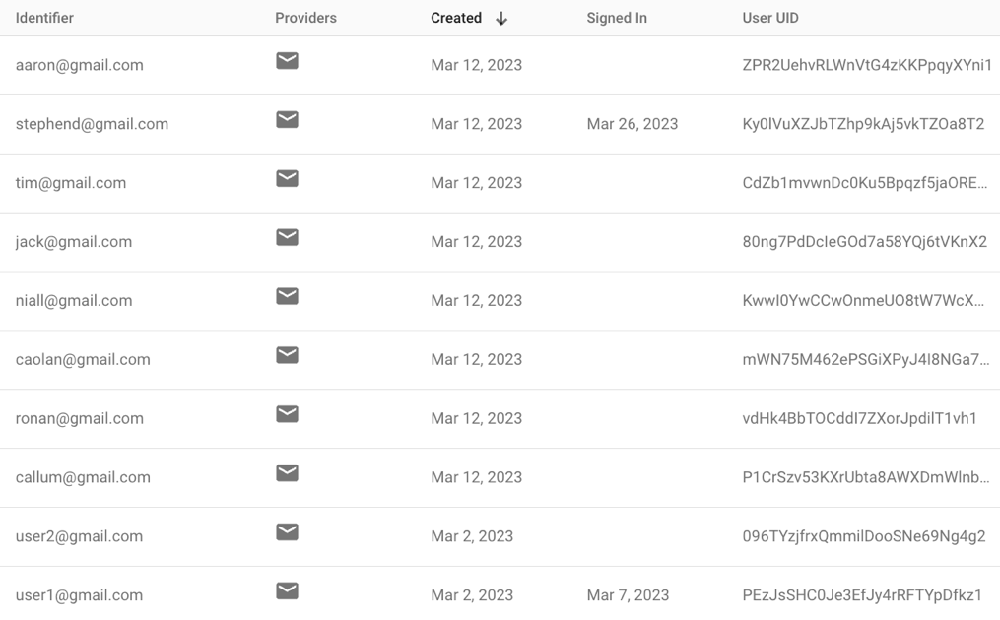 Identifier Providers Created Signed In User UID
aaron@gmail.com Mar 12, 2023 ZPR2UehvRLWnVtG4zKKPpqyXYni1
stephend@gmail.com Mar 12, 2023 Mar 26, 2023 Ky0lVuXZJbTZhp9kAj5vkTZOa8T2
tim@gmail.com Mar 12, 2023 CdZb1mvwnDc0Ku5Bpqzf5jaORE...
jack@gmail.com Mar 12, 2023 80ng7PdDcIeGOd7a58YQj6tVKnX2
niall@gmail.com Mar 12, 2023 KwwI0YwCCwOnmeUO8tW7WcX...
caolan@gmail.com Mar 12, 2023 mWN75M462ePSGiXPyJ4I8NGa7...
ronan@gmail.com Mar 12, 2023 vdHk4BbTOCddI7ZXorJpdilT1vh1
callum@gmail.com Mar 12, 2023 P1CrSzv53KXrUbta8AWXDmWlnb...
user2@gmail.com Mar 2, 2023 096TYzjfrxQmmilDooSNe69Ng4g2
user1@gmail.com Mar 2, 2023 Mar 7, 2023 PEzJsSHC0Je3EfJy4rRFTYpDfkz1